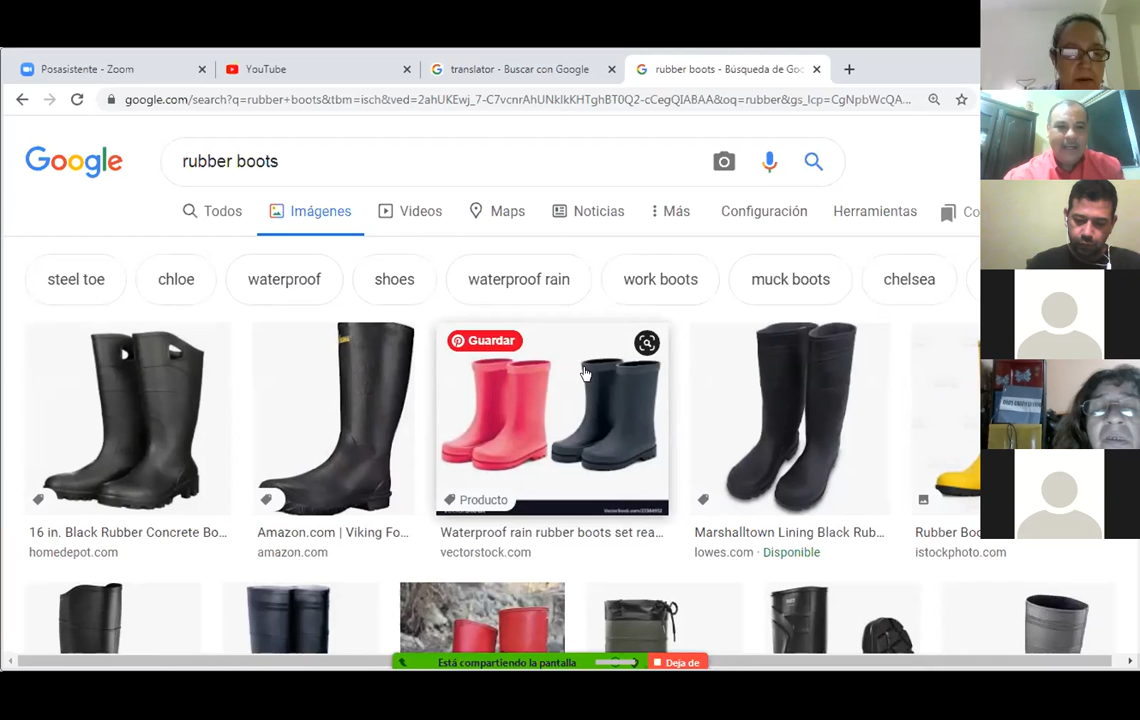 Posasistente - Zoom
YouTube
translator - Buscar con Google
rubber boots - Búsqueda de Goo
google.com/search?q=rubber+boots&tbm=isch&ved=2ahUKEwj_7-C7vcnrAhUNklkKHTghBT0Q2-cCegQIABAA&oq=rubber&gs_lcp=CgNpbWcQA...
Google
rubber boots
Todos
Imágenes
Videos
Maps
Noticias
Más
Configuración
Herramientas
Co
steel toe
chloe
waterproof
shoes
waterproof rain
work boots
muck boots
chelsea
Guardar
Producto
16 in. Black Rubber Concrete Bo...
homedepot.com
Amazon.com | Viking Fo...
amazon.com
Waterproof rain rubber boots set rea...
vectorstock.com
Marshalltown Lining Black Rub...
lowes.com · Disponible
Rubber Boo
istockphoto.com
Está compartiendo la pantalla
Deja de